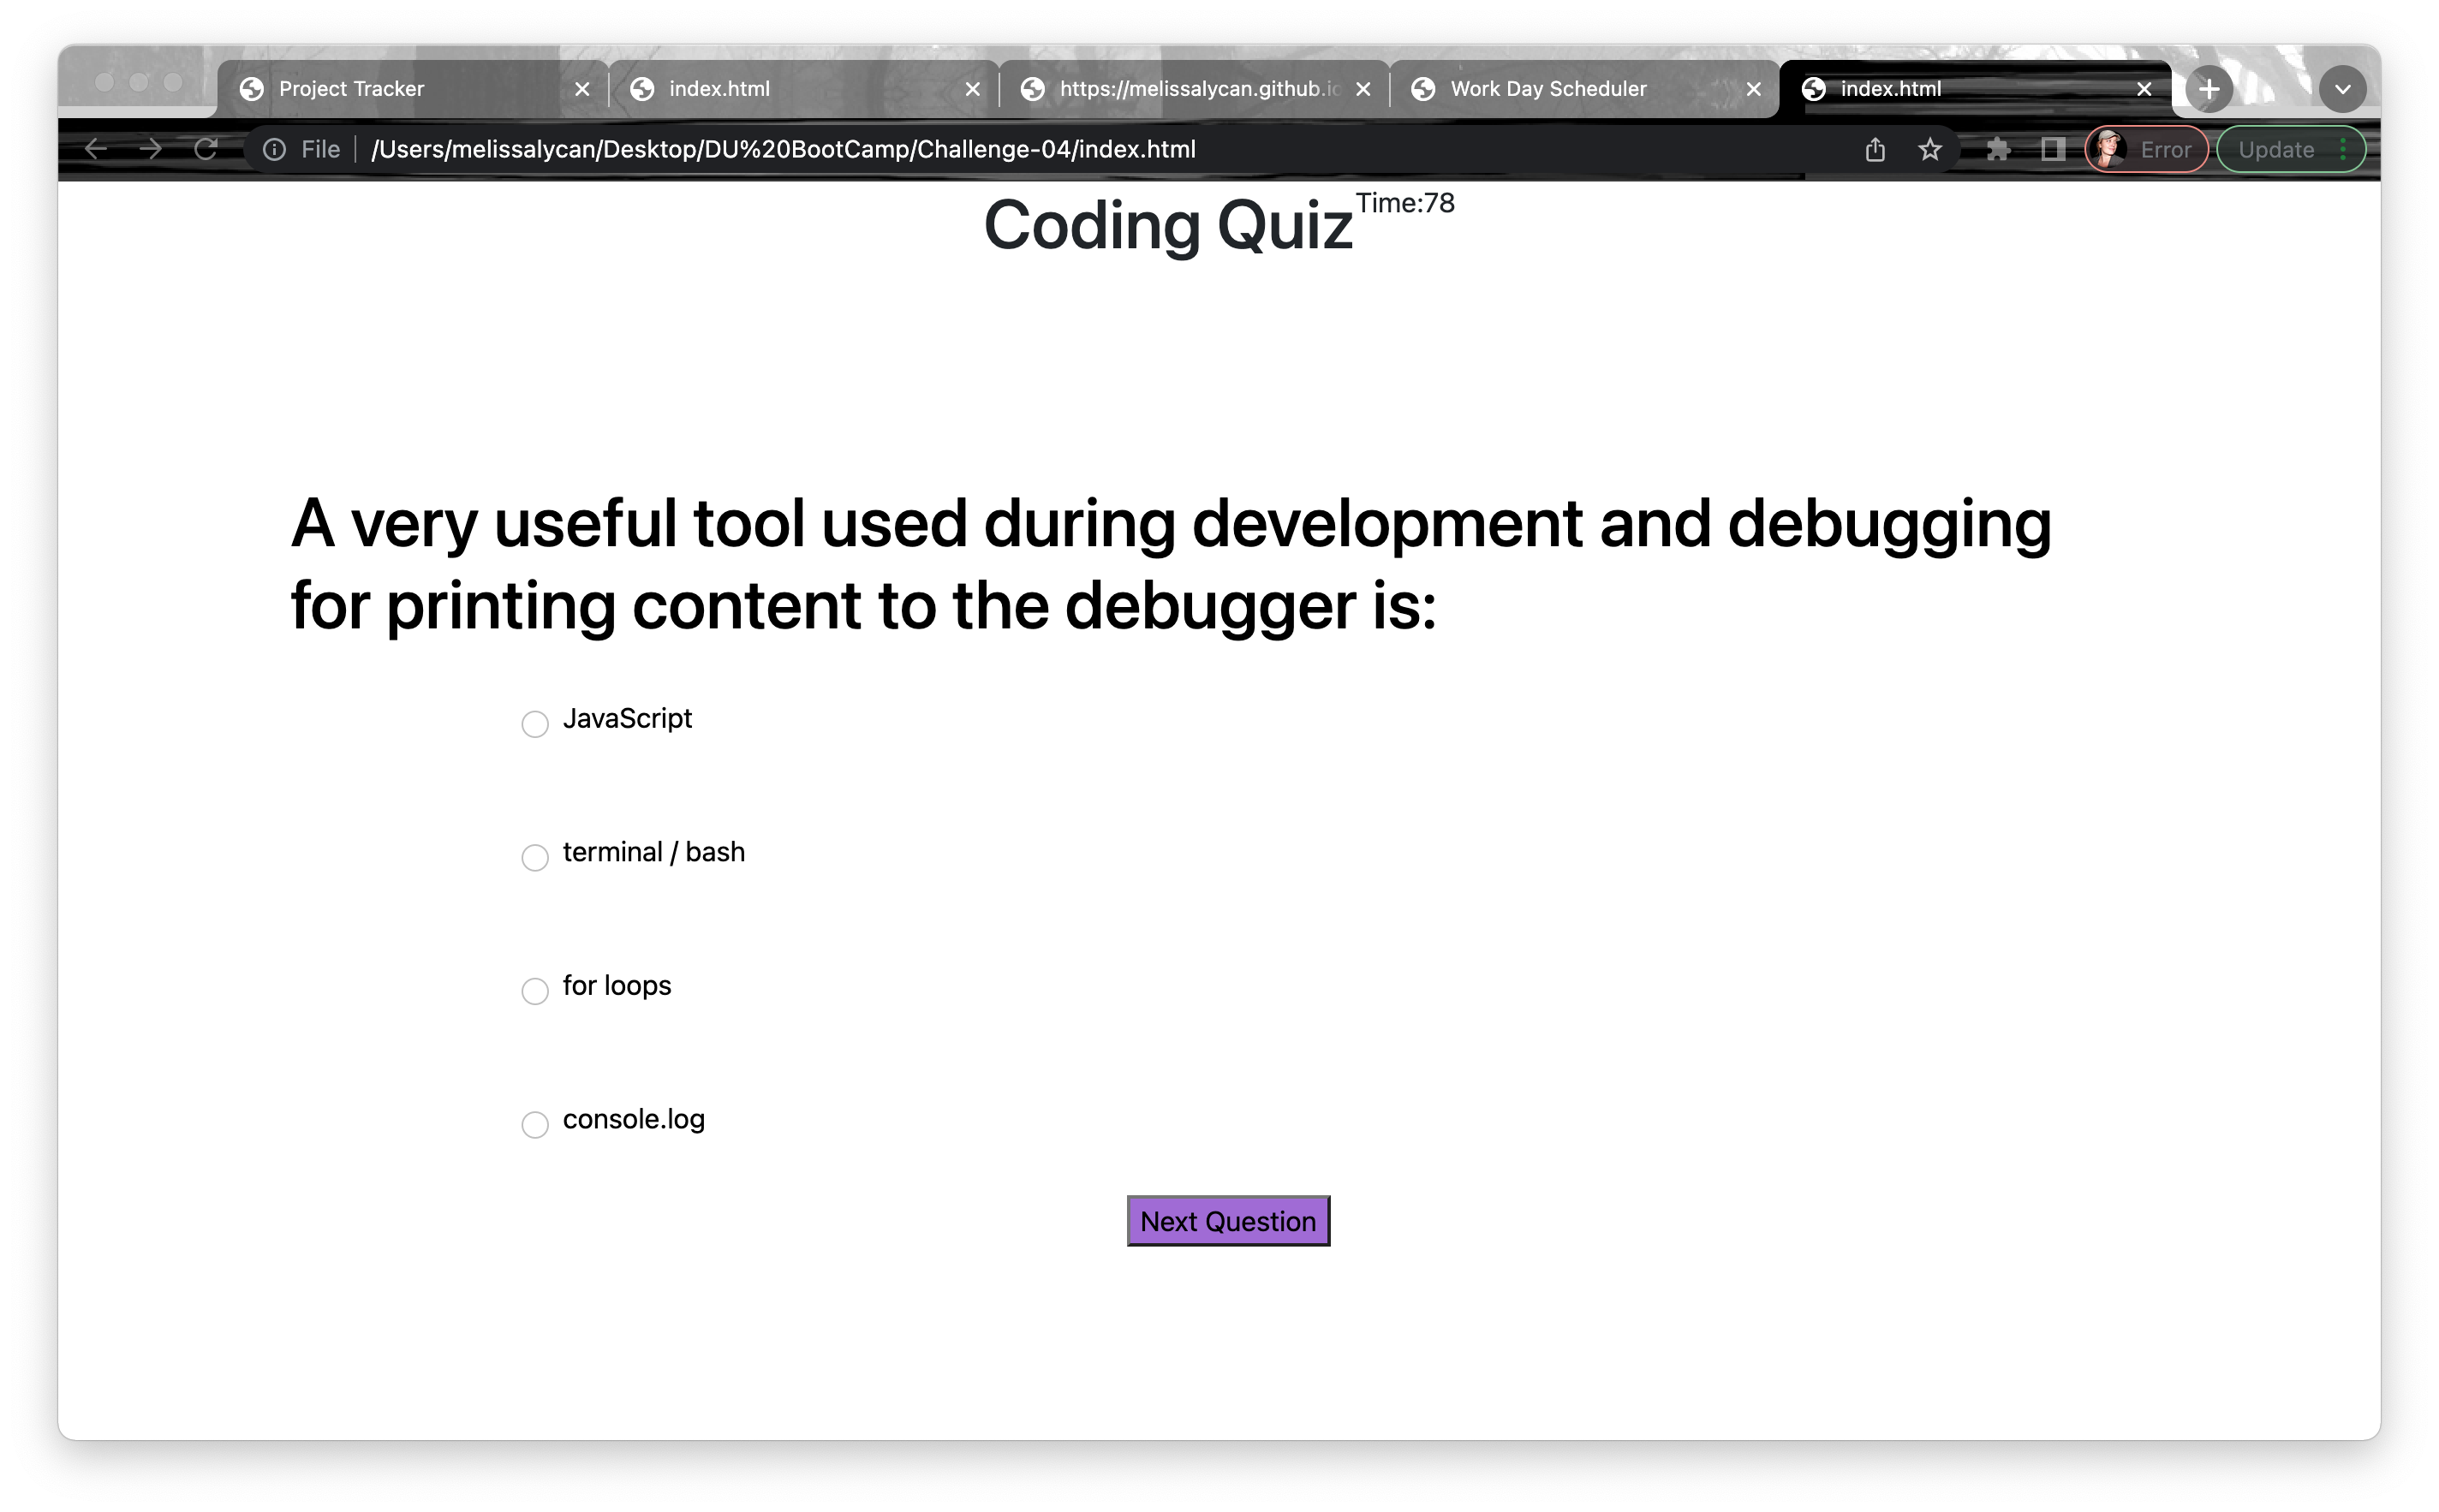 Project Tracker
index.html
https://melissalycan.github.io
Work Day Scheduler
index.html
File
/Users/melissalycan/Desktop/DU%20BootCamp/Challenge-04/index.html
Error
Update
Coding Quiz
Time:78
A very useful tool used during development and debugging
for printing content to the debugger is:
JavaScript
terminal / bash
for loops
console.log
Next Question